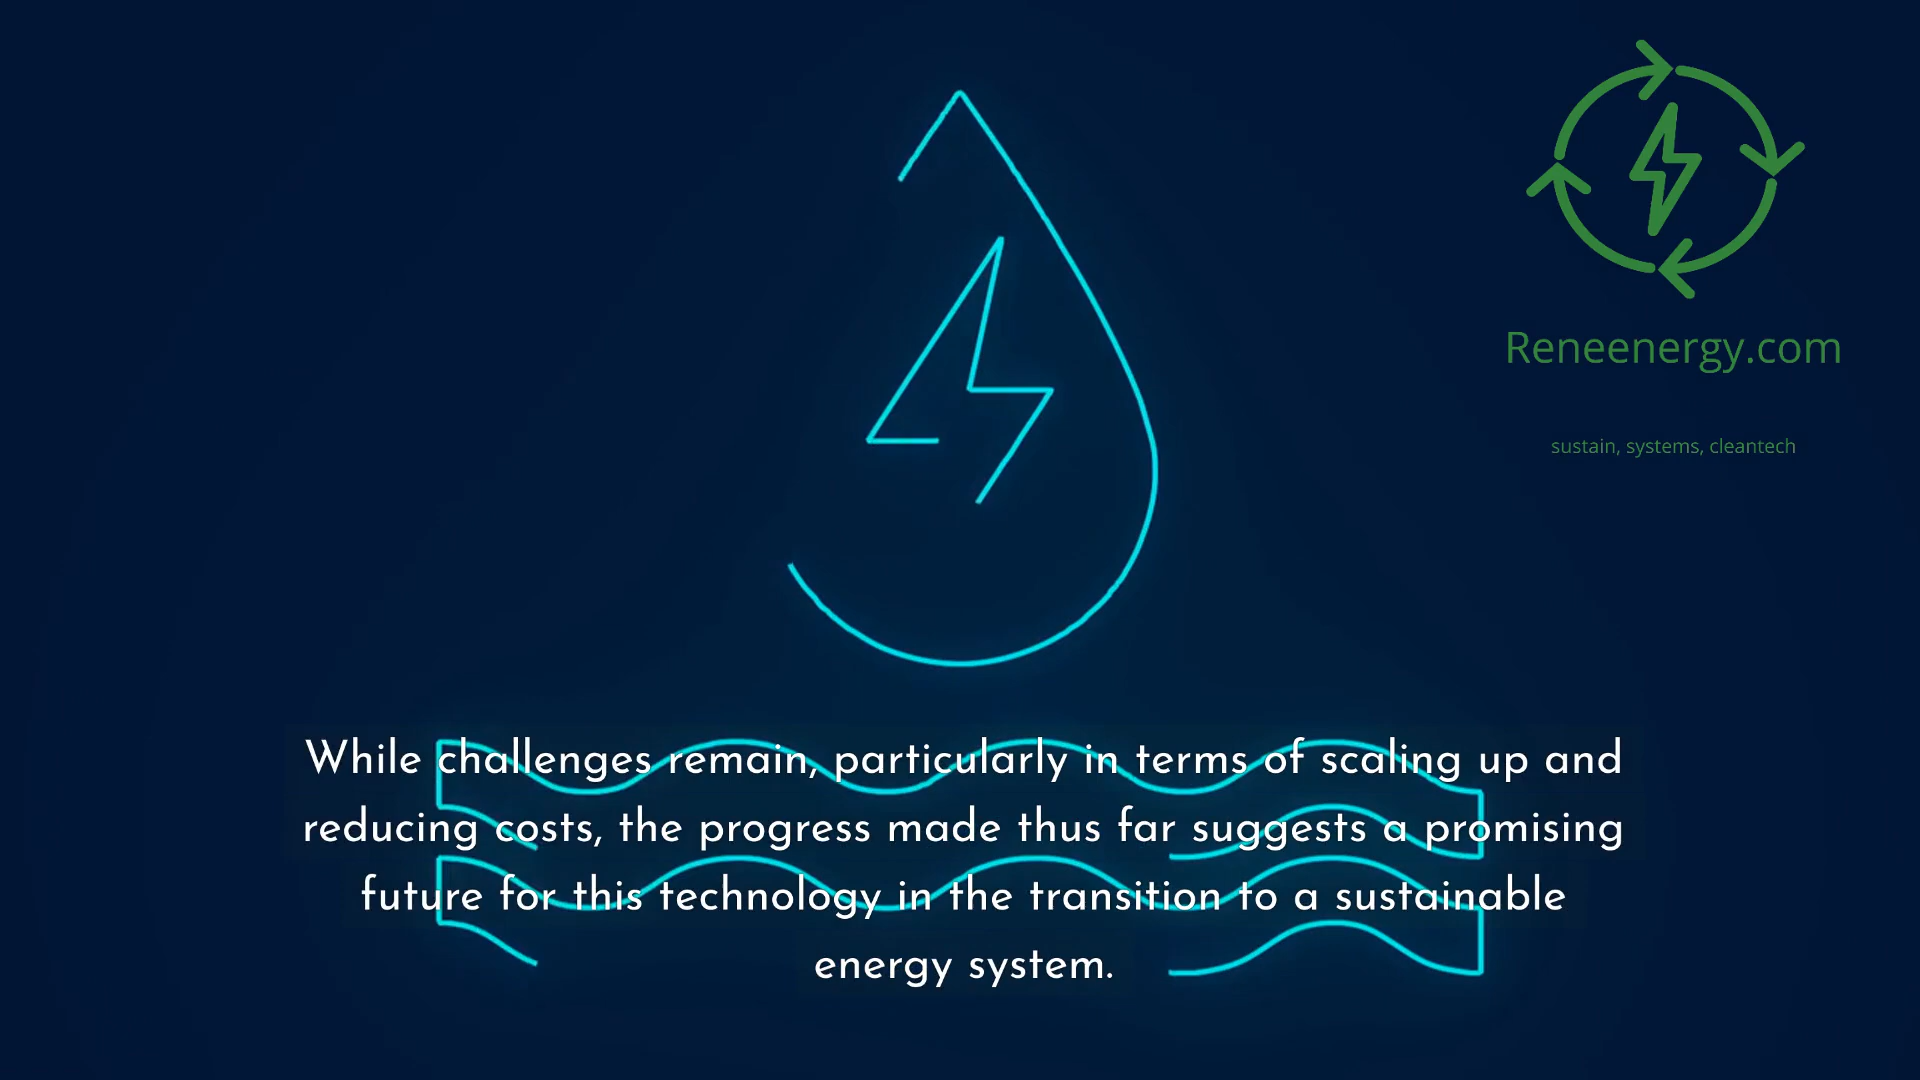 Reneenergy.com
sustain, systems, cleantech
While challenges remain, particularly in terms of scaling up and
reducing costs, the progress made thus far suggests a promising
future for this technology in the transition to a sustainable
energy system.